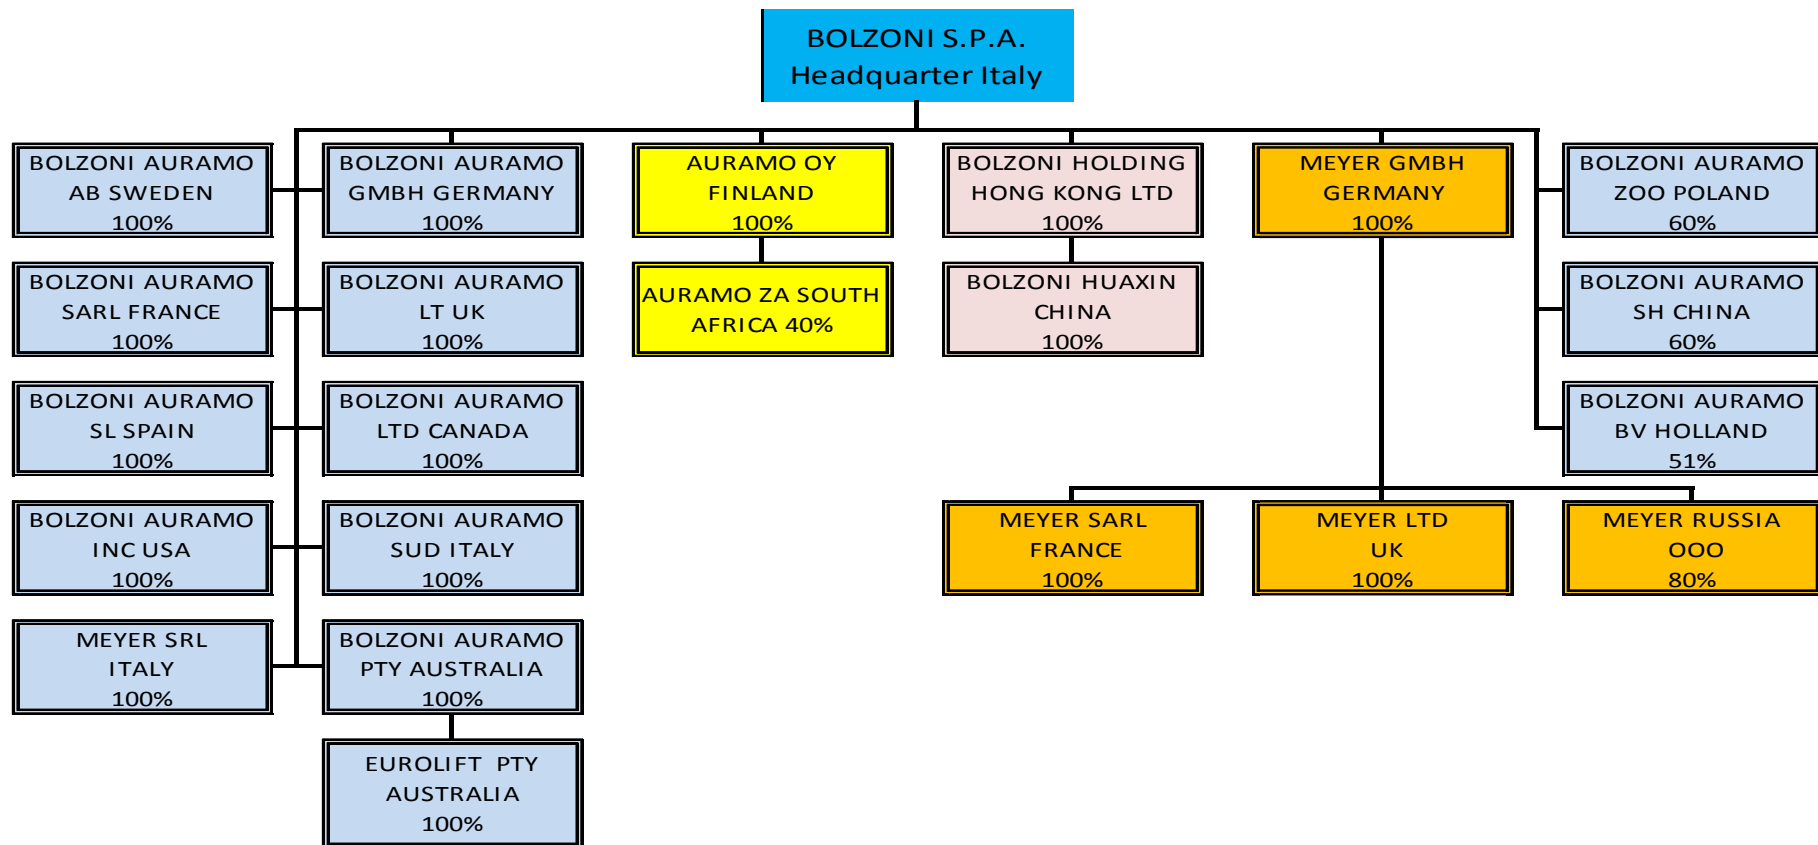 BOLZONI S.P.A.
Headquarter Italy
BOLZONI AURAMO
AB SWEDEN
100%
BOLZONI AURAMO
GMBH GERMANY
100%
AURAMO OY
FINLAND
100%
BOLZONI HOLDING
HONG KONG LTD
100%
MEYER GMBH
GERMANY
100%
BOLZONI AURAMO
ZOO POLAND
60%
BOLZONI AURAMO
SARL FRANCE
100%
BOLZONI AURAMO
LT UK
100%
AURAMO ZA SOUTH
AFRICA 40%
BOLZONI HUAXIN
CHINA
100%
BOLZONI AURAMO
SH CHINA
60%
BOLZONI AURAMO
SL SPAIN
100%
BOLZONI AURAMO
LTD CANADA
100%
BOLZONI AURAMO
BV HOLLAND
51%
BOLZONI AURAMO
INC USA
100%
BOLZONI AURAMO
SUD ITALY
100%
MEYER SARL
FRANCE
100%
MEYER LTD
UK
100%
MEYER RUSSIA
OOO
80%
MEYER SRL
ITALY
100%
BOLZONI AURAMO
PTY AUSTRALIA
100%
EUROLIFT PTY
AUSTRALIA
100%